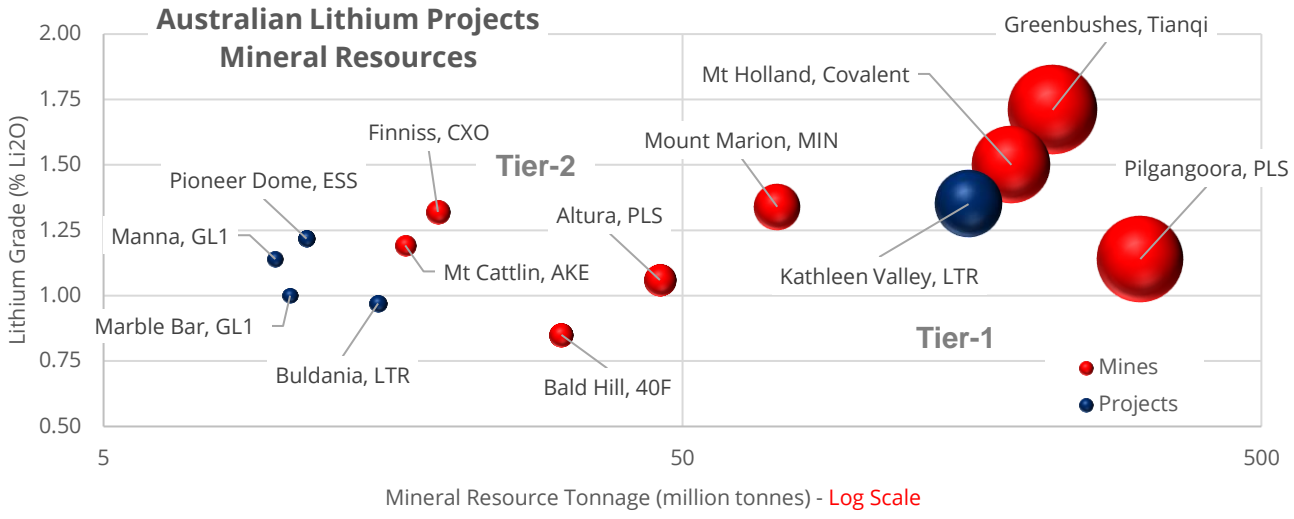 Australian Lithium Projects
Mineral Resources
Greenbushes, Tianqi
Mt Holland, Covalent
Finniss, CXO
Mount Marion, MIN
Tier-2
Pilgangoora, PLS
Pioneer Dome, ESS
Altura, PLS
Manna, GL1
Mt Cattlin, AKE
Kathleen Valley, LTR
Marble Bar, GL1
Tier-1
Buldania, LTR
Bald Hill, 40F
Mines
Projects
Lithium Grade (% Li2O)
2.00
1.75
1.50
1.25
1.00
0.75
0.50
5
50
500
Mineral Resource Tonnage (million tonnes) - Log Scale